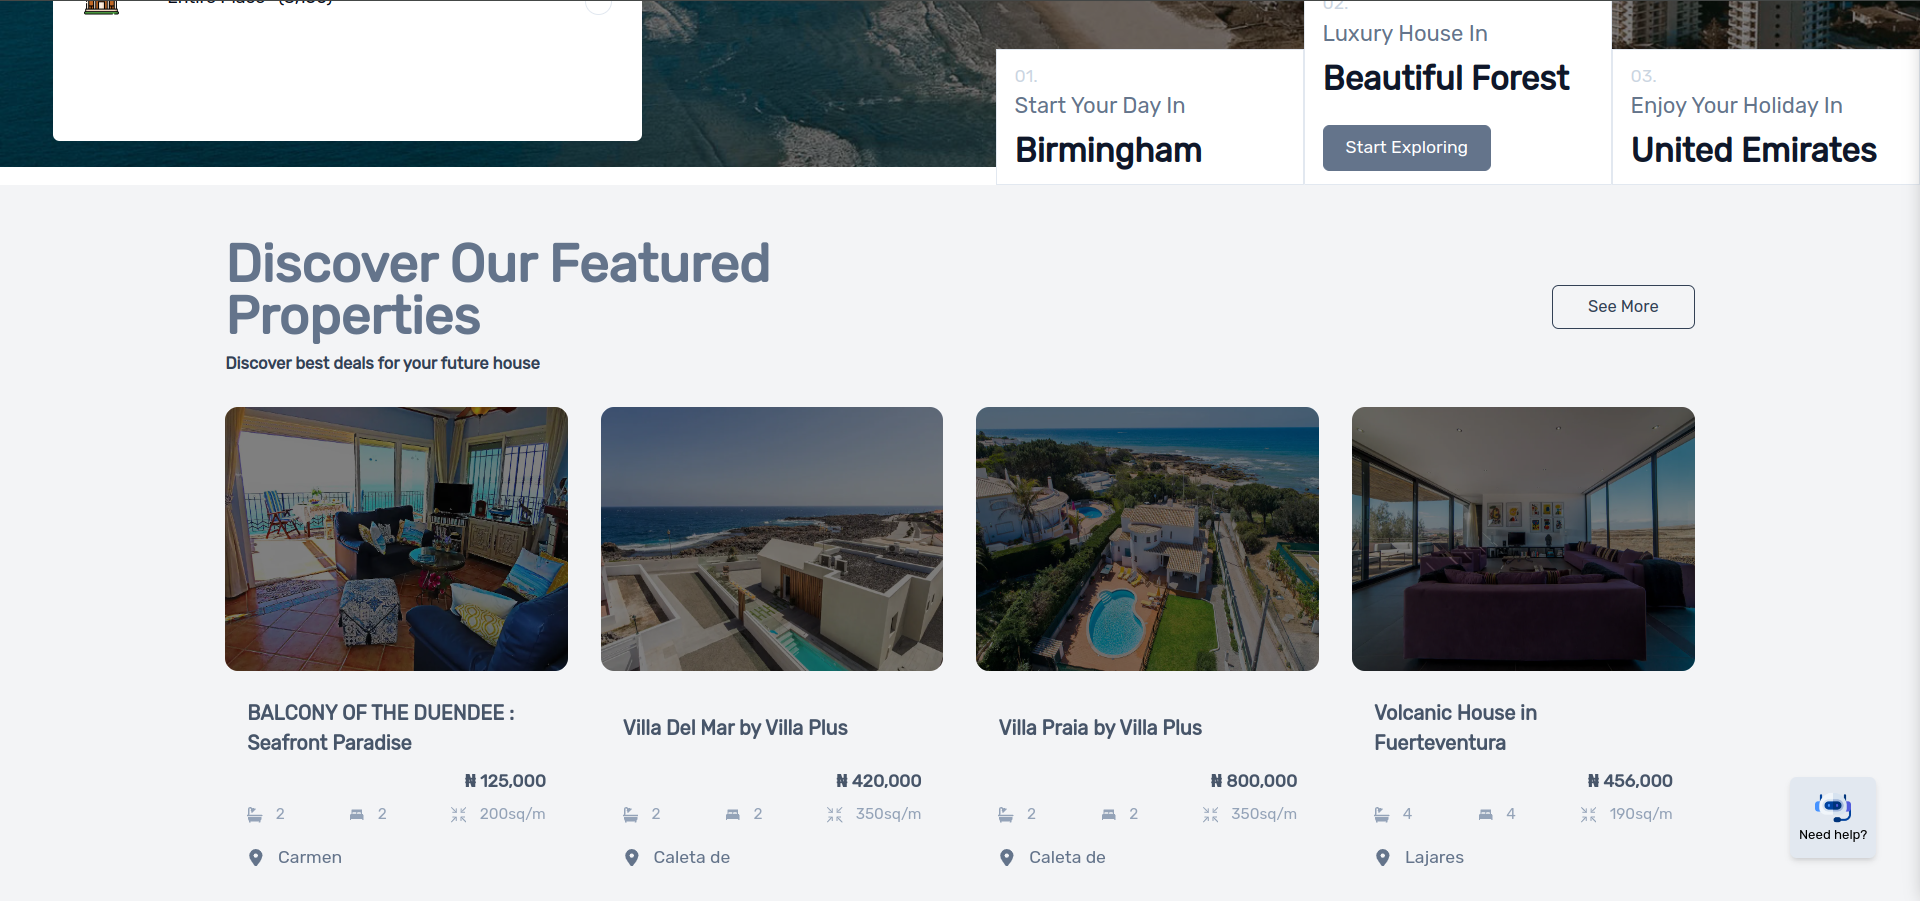 01.
Start Your Day In
Birmingham
02.
Luxury House In
Beautiful Forest
Start Exploring
03.
Enjoy Your Holiday In
United Emirates
Discover Our Featured
Properties
Discover best deals for your future house
See More
BALCONY OF THE DUENDEE :
Seafront Paradise
₦ 125,000
2 2 200sq/m
Carmen
Villa Del Mar by Villa Plus
₦ 420,000
2 2 350sq/m
Caleta de
Villa Praia by Villa Plus
₦ 800,000
2 2 350sq/m
Caleta de
Volcanic House in
Fuerteventura
₦ 456,000
4 4 190sq/m
Lajares
Need help?